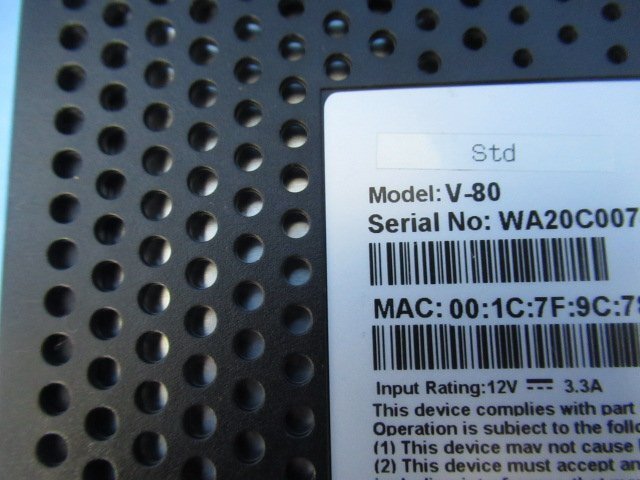 Std
Model: V-80
Serial No: WA20C007
MAC: 00:1C:7F:9C:78
Input Rating:12V ⎓ 3.3A
This device complies with part
Operation is subject to the follo
(1) This device may not cause
(2) This device must accept an